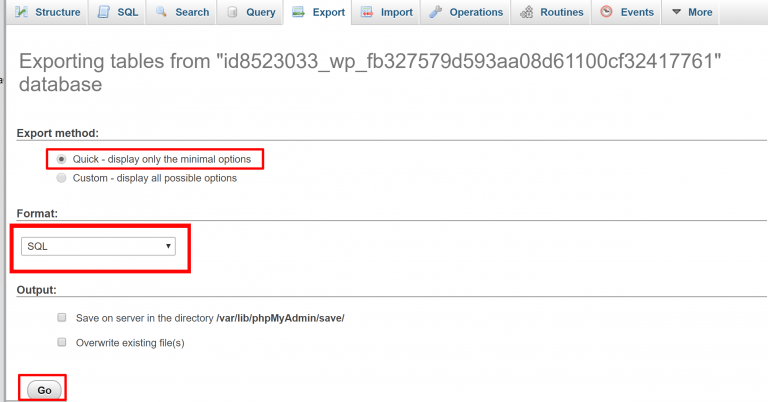 Structure SQL Search Query Export Import Operations Routines Events More
Exporting tables from "id8523033_wp_fb327579d593aa08d61100cf32417761"
database
Export method:
Quick - display only the minimal options
Custom - display all possible options
Format:
SQL
Output:
Save on server in the directory /var/lib/phpMyAdmin/save/
Overwrite existing file(s)
Go